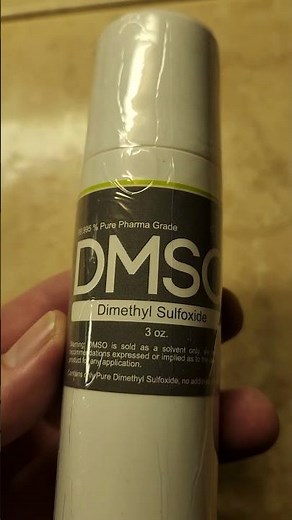 99.995 % Pure Pharma Grade
DMSO
Dimethyl Sulfoxide
3 oz.
Warning: DMSO is sold as a solvent only,
recommendations expressed or implied as to the
product for any application.
Contains only Pure Dimethyl Sulfoxide, no